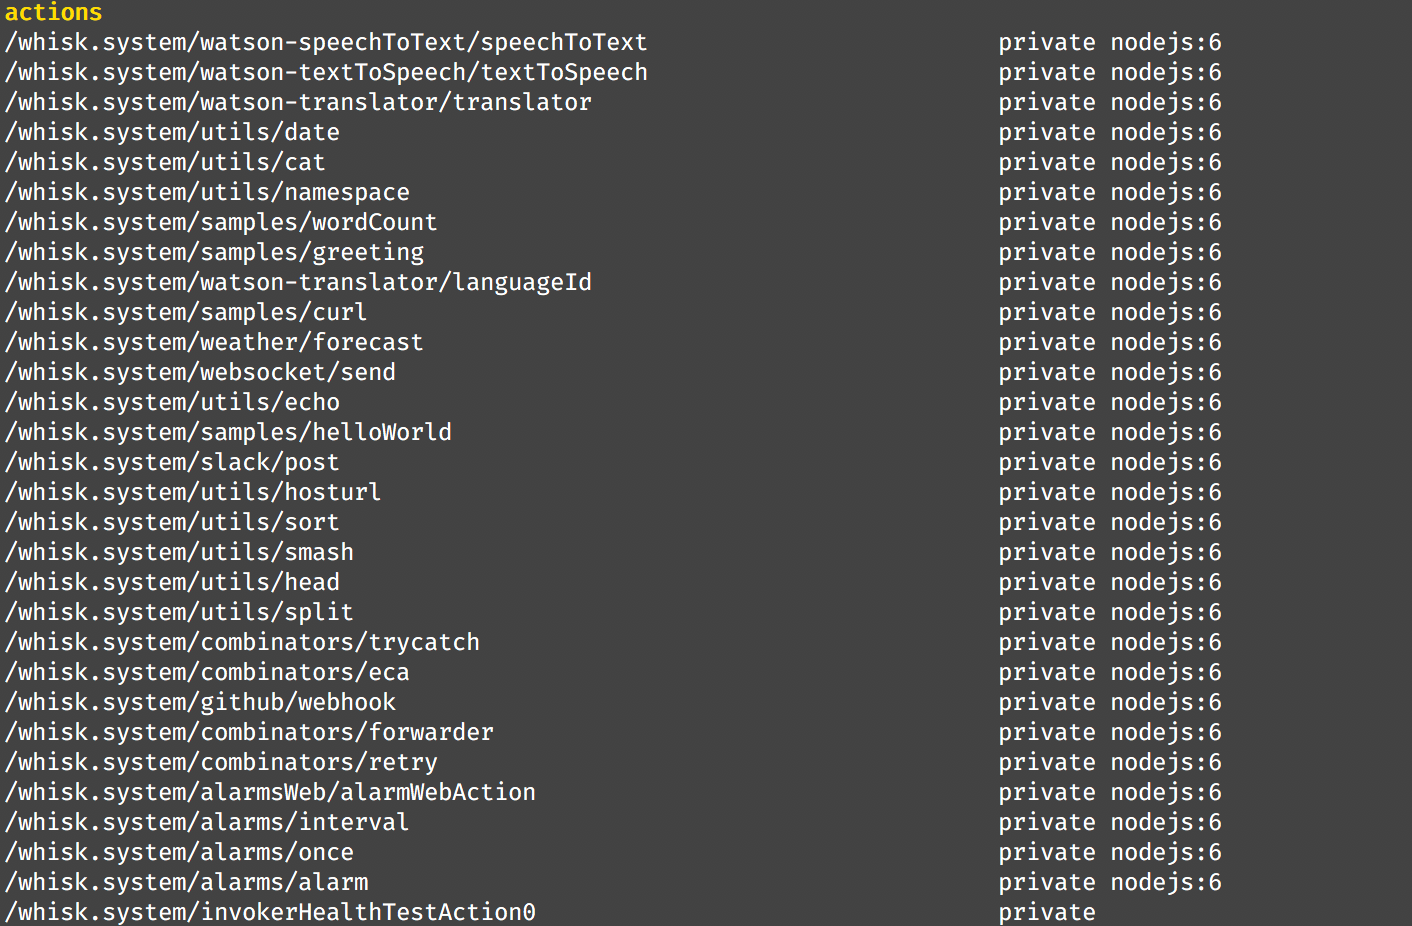 actions
/whisk.system/watson-speechToText/speechToText private nodejs:6
/whisk.system/watson-textToSpeech/textToSpeech private nodejs:6
/whisk.system/watson-translator/translator private nodejs:6
/whisk.system/utils/date private nodejs:6
/whisk.system/utils/cat private nodejs:6
/whisk.system/utils/namespace private nodejs:6
/whisk.system/samples/wordCount private nodejs:6
/whisk.system/samples/greeting private nodejs:6
/whisk.system/watson-translator/languageId private nodejs:6
/whisk.system/samples/curl private nodejs:6
/whisk.system/weather/forecast private nodejs:6
/whisk.system/websocket/send private nodejs:6
/whisk.system/utils/echo private nodejs:6
/whisk.system/samples/helloWorld private nodejs:6
/whisk.system/slack/post private nodejs:6
/whisk.system/utils/hosturl private nodejs:6
/whisk.system/utils/sort private nodejs:6
/whisk.system/utils/smash private nodejs:6
/whisk.system/utils/head private nodejs:6
/whisk.system/utils/split private nodejs:6
/whisk.system/combinators/trycatch private nodejs:6
/whisk.system/combinators/eca private nodejs:6
/whisk.system/github/webhook private nodejs:6
/whisk.system/combinators/forwarder private nodejs:6
/whisk.system/combinators/retry private nodejs:6
/whisk.system/alarmsWeb/alarmWebAction private nodejs:6
/whisk.system/alarms/interval private nodejs:6
/whisk.system/alarms/once private nodejs:6
/whisk.system/alarms/alarm private nodejs:6
/whisk.system/invokerHealthTestAction0 private